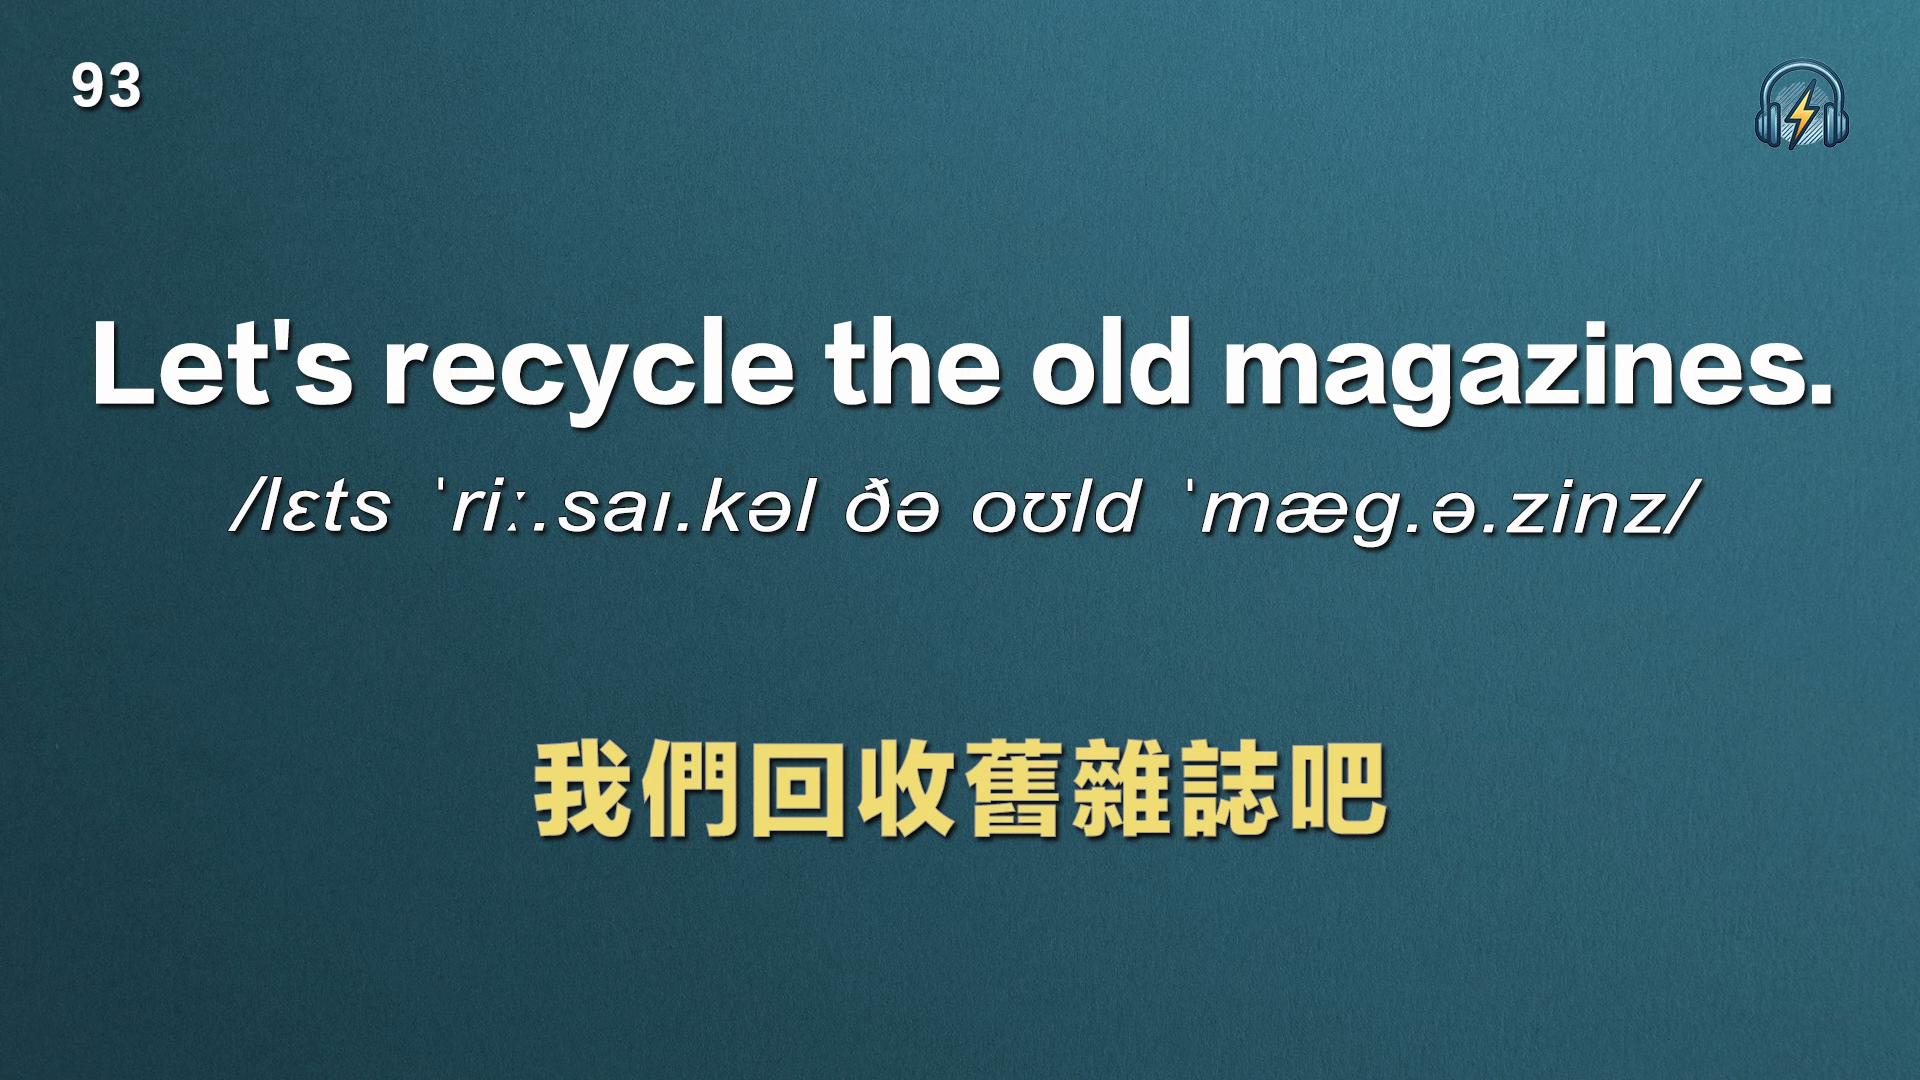 93
Let's recycle the old magazines.
/lɛts ˈriː.saɪ.kəl ðə oʊld ˈmæg.ə.zinz/
我們回收舊雜誌吧